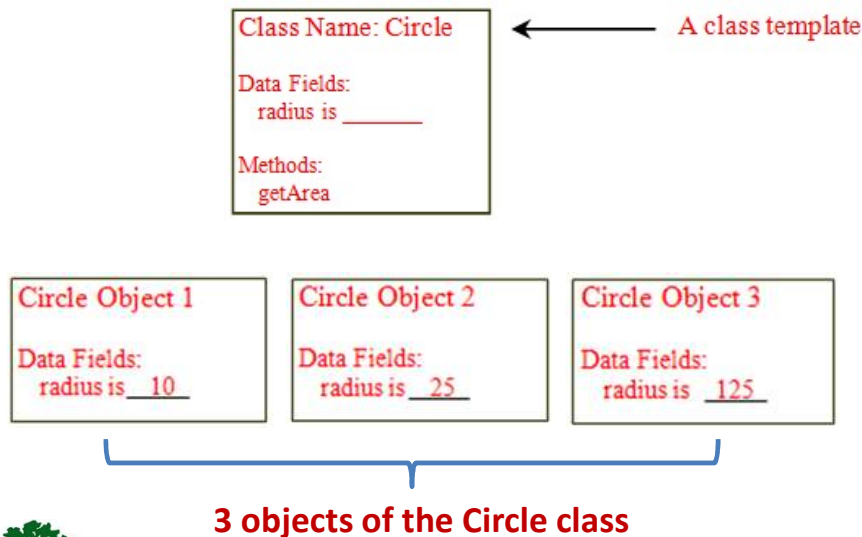 Class Name: Circle
A class template
Data Fields:
radius is _______
Methods:
getArea
Circle Object 1
Data Fields:
radius is 10
Circle Object 2
Data Fields:
radius is 25
Circle Object 3
Data Fields:
radius is 125
3 objects of the Circle class